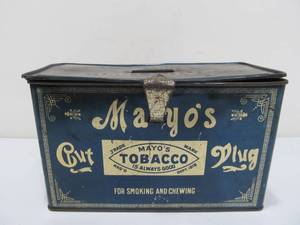 Mayo's
Cut Plug
TRADE MARK
MAYO'S
TOBACCO
IS ALWAYS GOOD
FOR SMOKING AND CHEWING